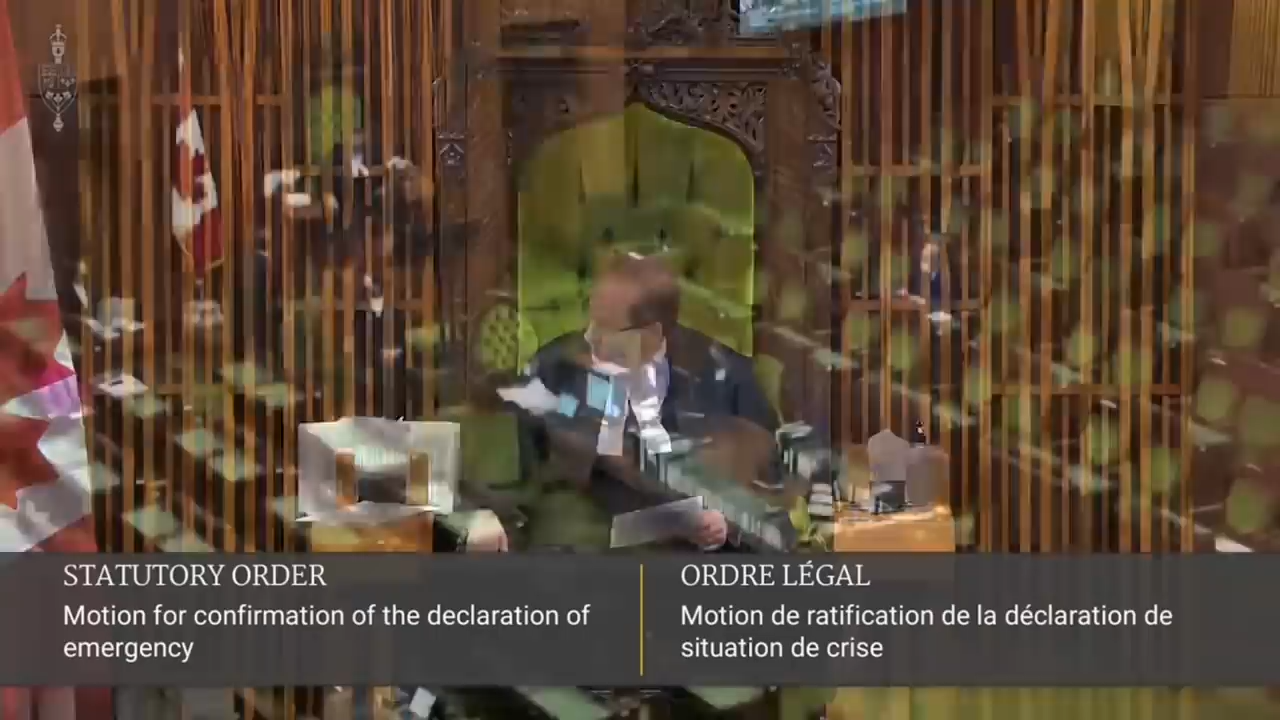 STATUTORY ORDER
Motion for confirmation of the declaration of
emergency
ORDRE LÉGAL
Motion de ratification de la déclaration de
situation de crise